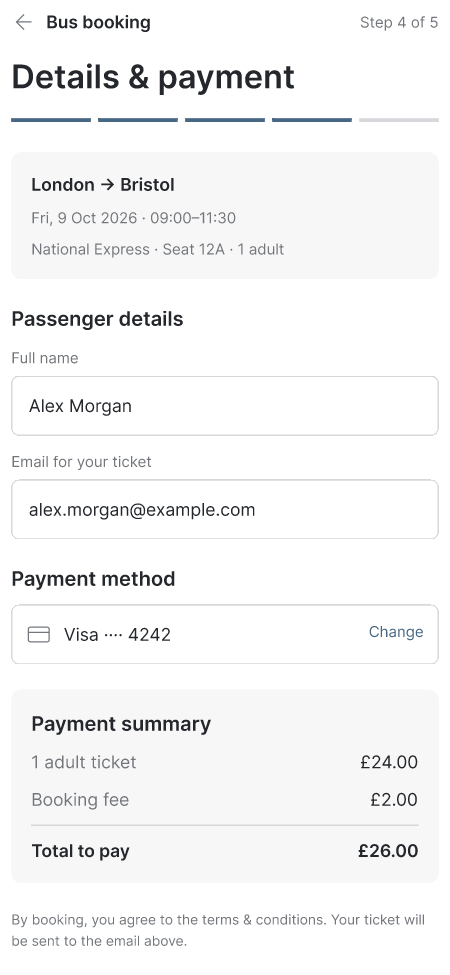 Bus booking
Step 4 of 5
Details & payment
London → Bristol
Fri, 9 Oct 2026 · 09:00–11:30
National Express · Seat 12A · 1 adult
Passenger details
Full name
Alex Morgan
Email for your ticket
alex.morgan@example.com
Payment method
Visa ···· 4242
Change
Payment summary
1 adult ticket £24.00
Booking fee £2.00
Total to pay £26.00
By booking, you agree to the terms & conditions. Your ticket will
be sent to the email above.